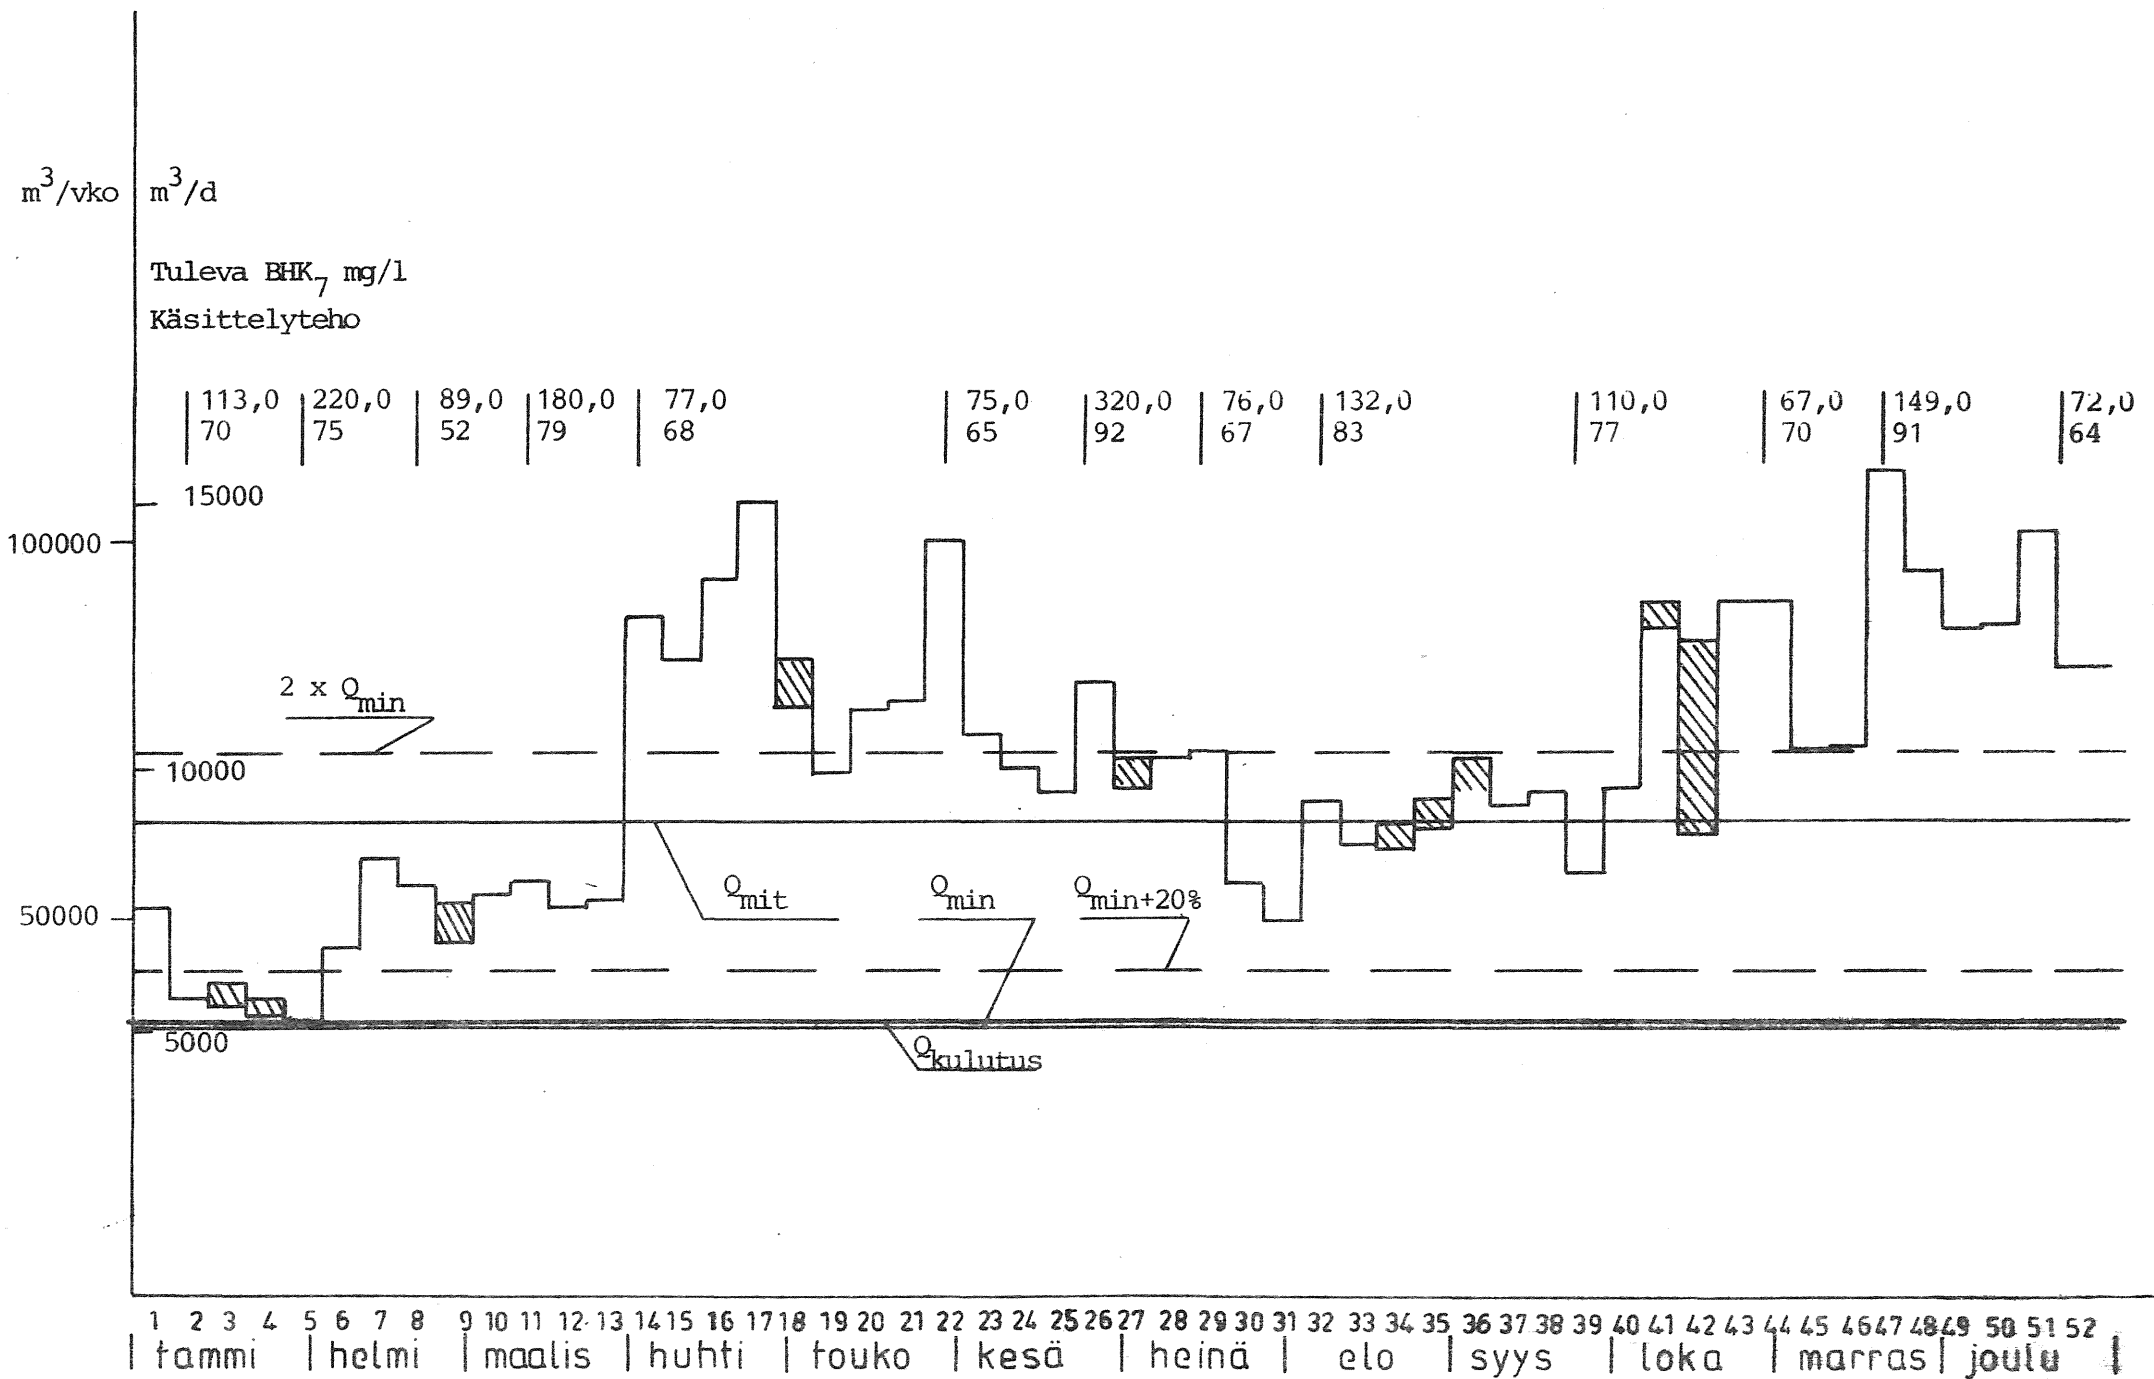 m³/vko m³/d
Tuleva BHK₇ mg/l
Käsittelyteho
113,0 220,0 89,0 180,0 77,0 75,0 320,0 76,0 132,0 110,0 67,0 149,0 72,0
70 75 52 79 68 65 92 67 83 77 70 91 64
15000
100000
2 x Qmin
10000
Qmit Qmin Qmin+20%
50000
5000
Qkulutus
1 2 3 4 5 6 7 8 9 10 11 12 13 14 15 16 17 18 19 20 21 22 23 24 25 26 27 28 29 30 31 32 33 34 35 36 37 38 39 40 41 42 43 44 45 46 47 48 49 50 51 52
tammi helmi maalis huhti touko kesä heinä elo syys loka marras joulu